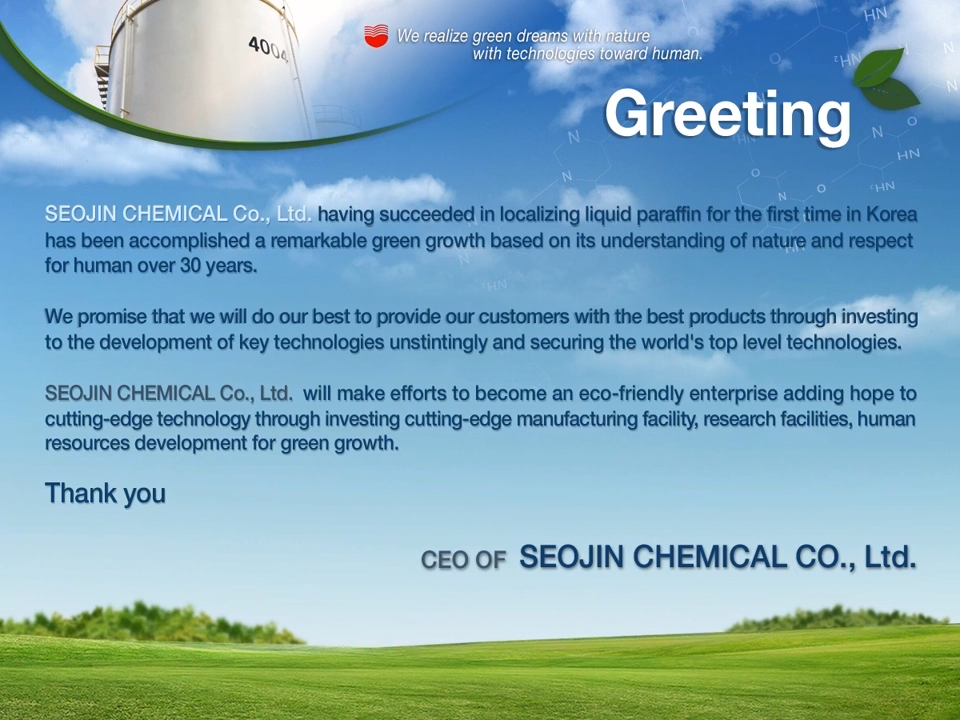 4004
We realize green dreams with nature
with technologies toward human.
Greeting
SEOJIN CHEMICAL Co., Ltd. having succeeded in localizing liquid paraffin for the first time in Korea
has been accomplished a remarkable green growth based on its understanding of nature and respect
for human over 30 years.
We promise that we will do our best to provide our customers with the best products through investing
to the development of key technologies unstintingly and securing the world's top level technologies.
SEOJIN CHEMICAL Co., Ltd. will make efforts to become an eco-friendly enterprise adding hope to
cutting-edge technology through investing cutting-edge manufacturing facility, research facilities, human
resources development for green growth.
Thank you
CEO OF SEOJIN CHEMICAL CO., Ltd.